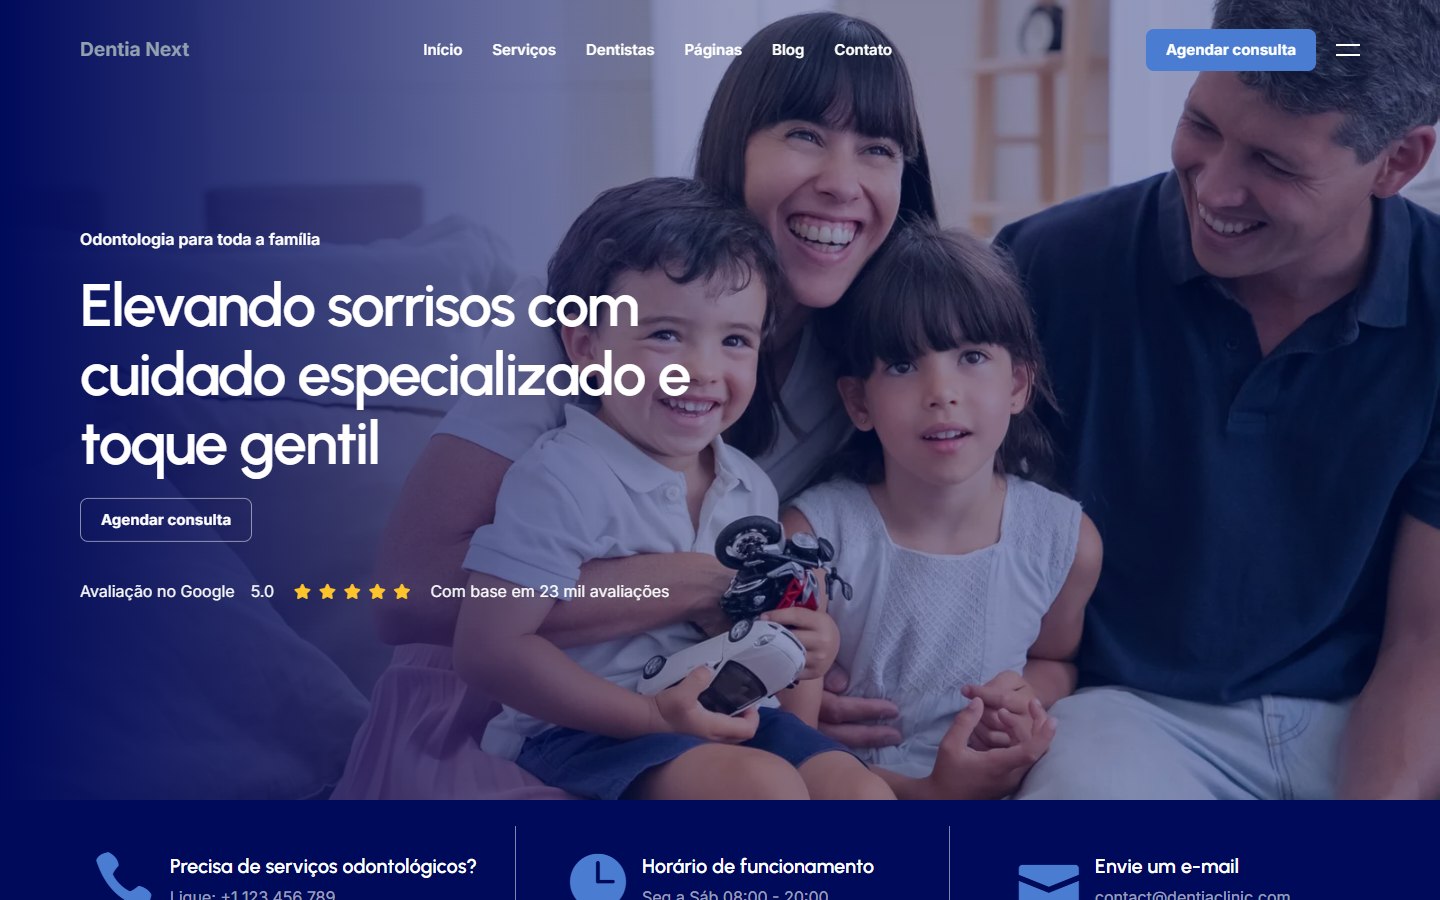 Dentia Next
Início
Serviços
Dentistas
Páginas
Blog
Contato
Agendar consulta
Odontologia para toda a família
Elevando sorrisos com
cuidado especializado e
toque gentil
Agendar consulta
Avaliação no Google 5.0 Com base em 23 mil avaliações
Precisa de serviços odontológicos?
Ligue: +1 123 456 789
Horário de funcionamento
Seg a Sáb 08:00 - 20:00
Envie um e-mail
contact@dentiaclinic.com